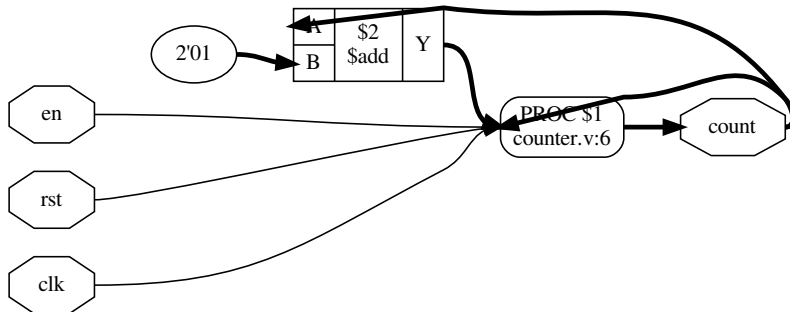 A
$2
$add
Y
B
2'01
en
PROC $1
counter.v:6
count
rst
clk